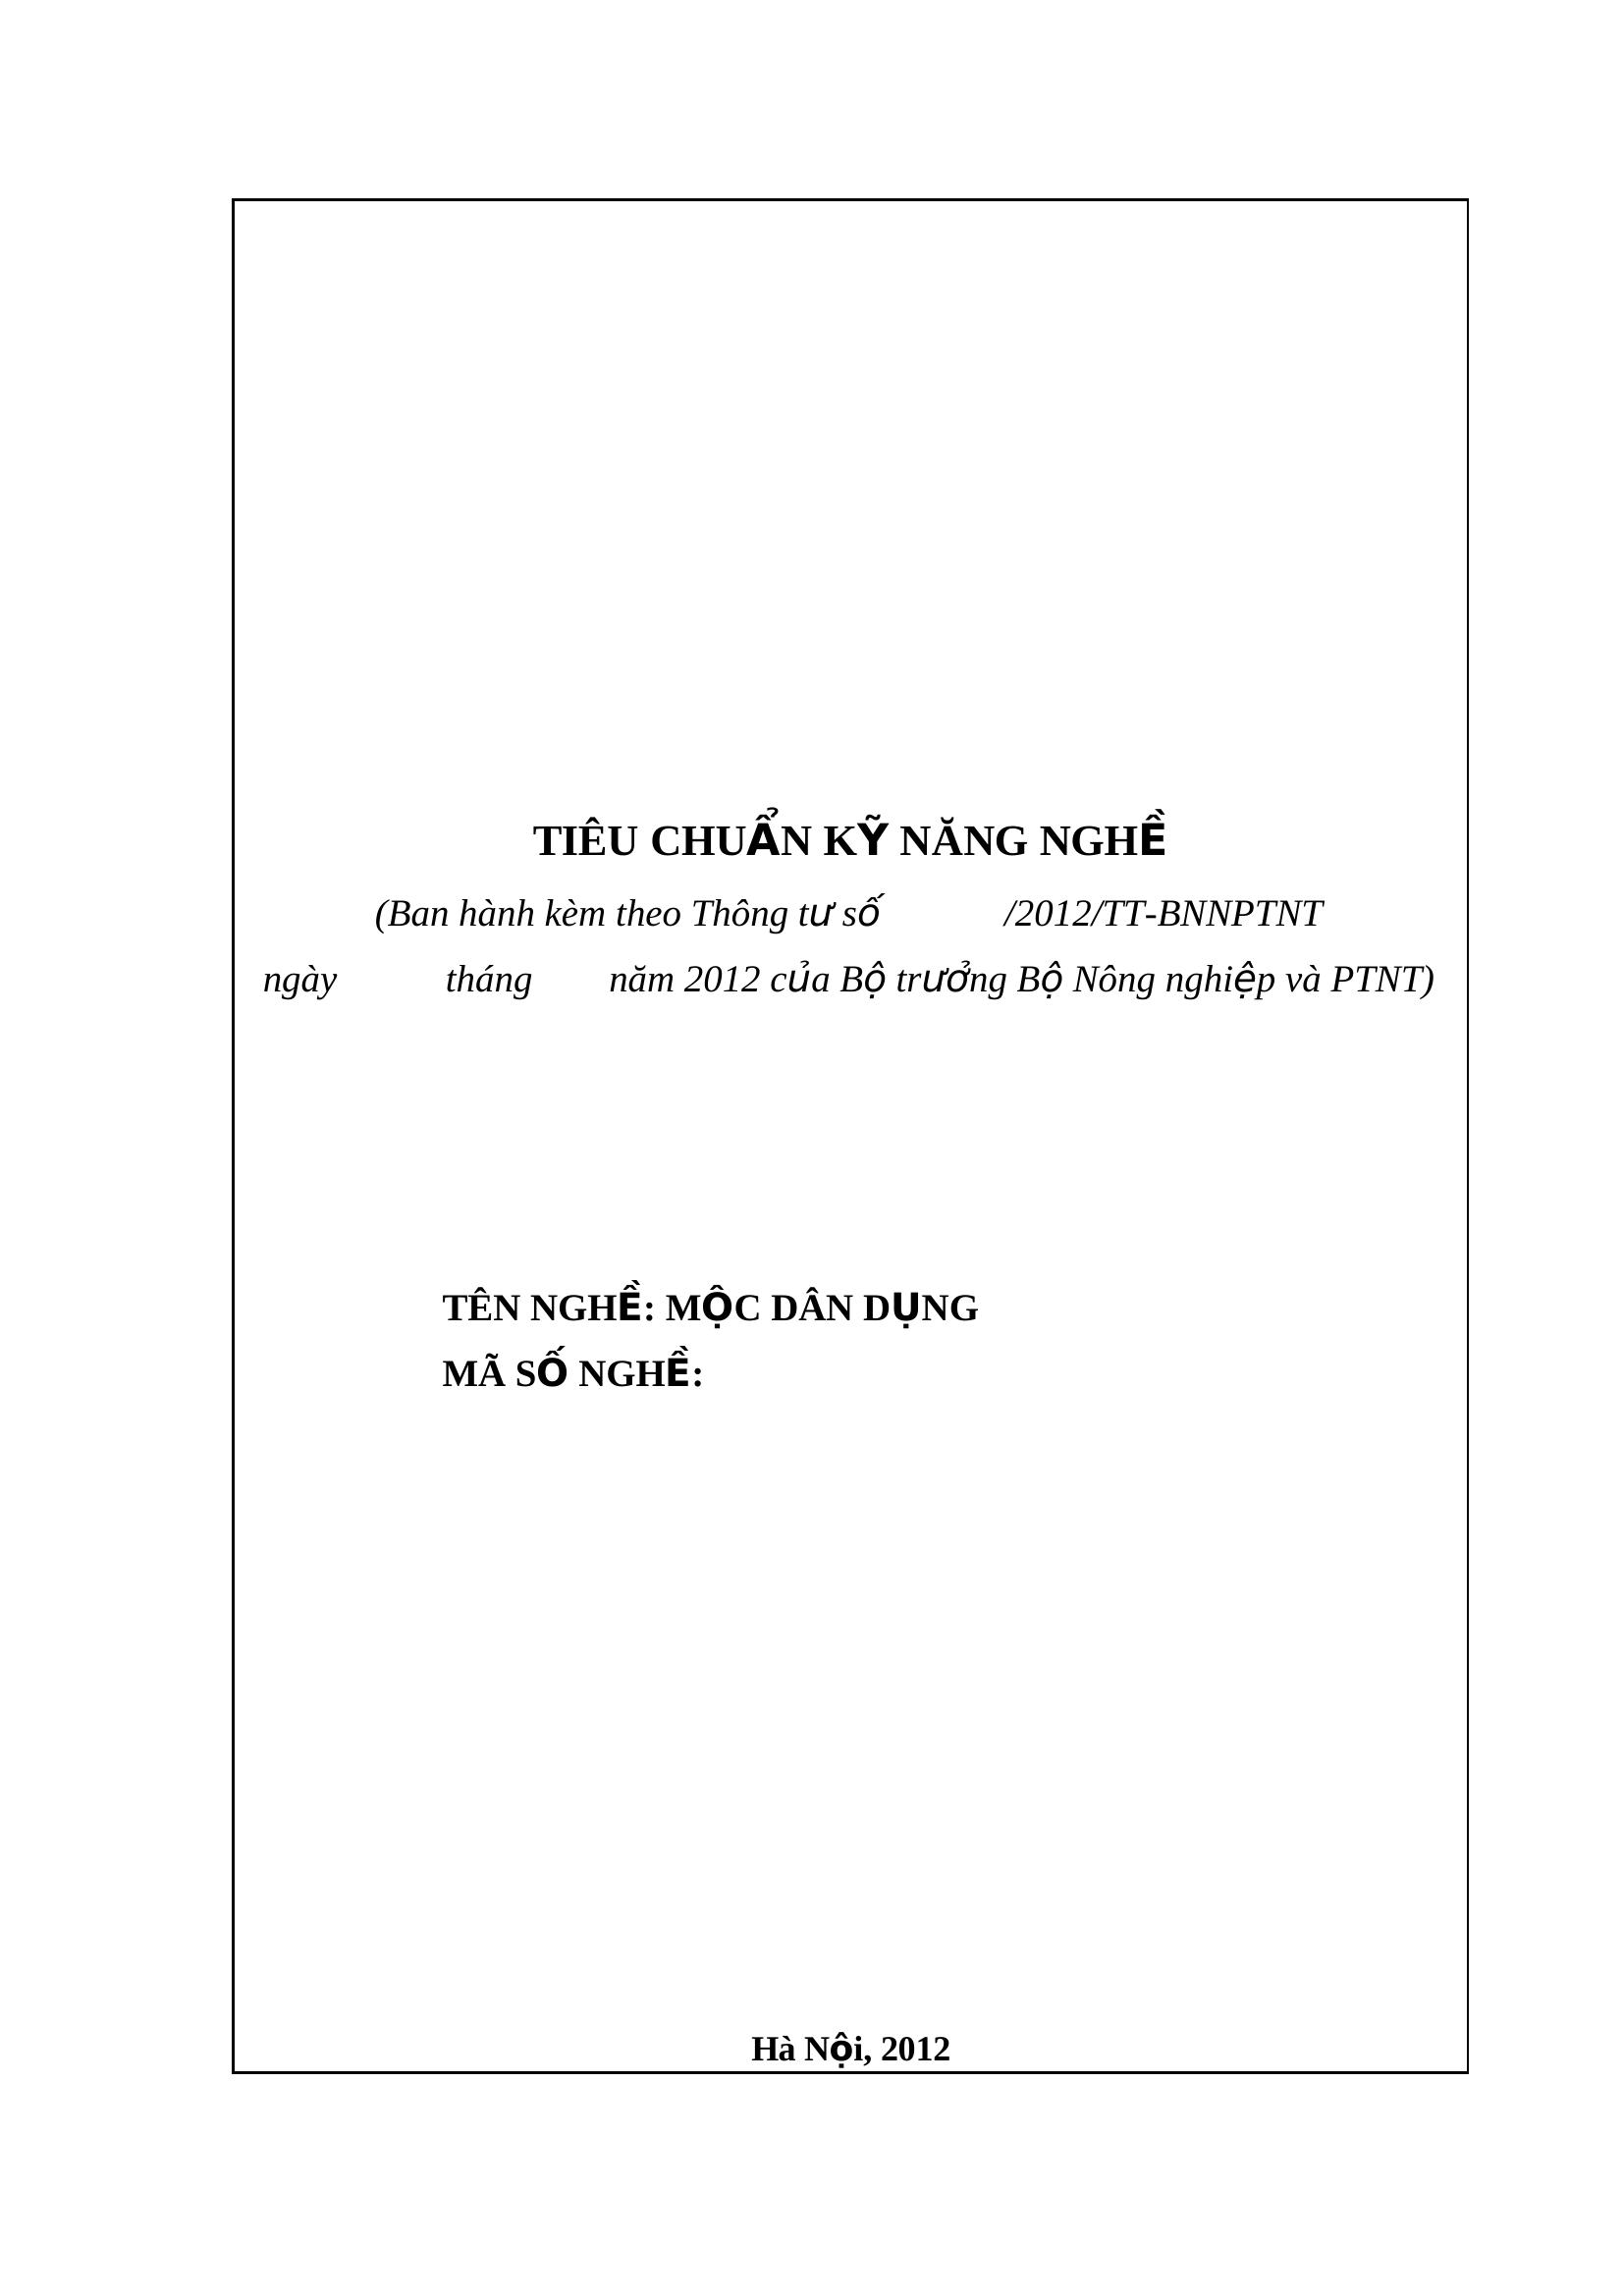 TIÊU CHUẨN KỸ NĂNG NGHỀ
(Ban hành kèm theo Thông tư số /2012/TT-BNNPTNT
ngày tháng năm 2012 của Bộ trưởng Bộ Nông nghiệp và PTNT)
TÊN NGHỀ: MỘC DÂN DỤNG
MÃ SỐ NGHỀ:
Hà Nội, 2012